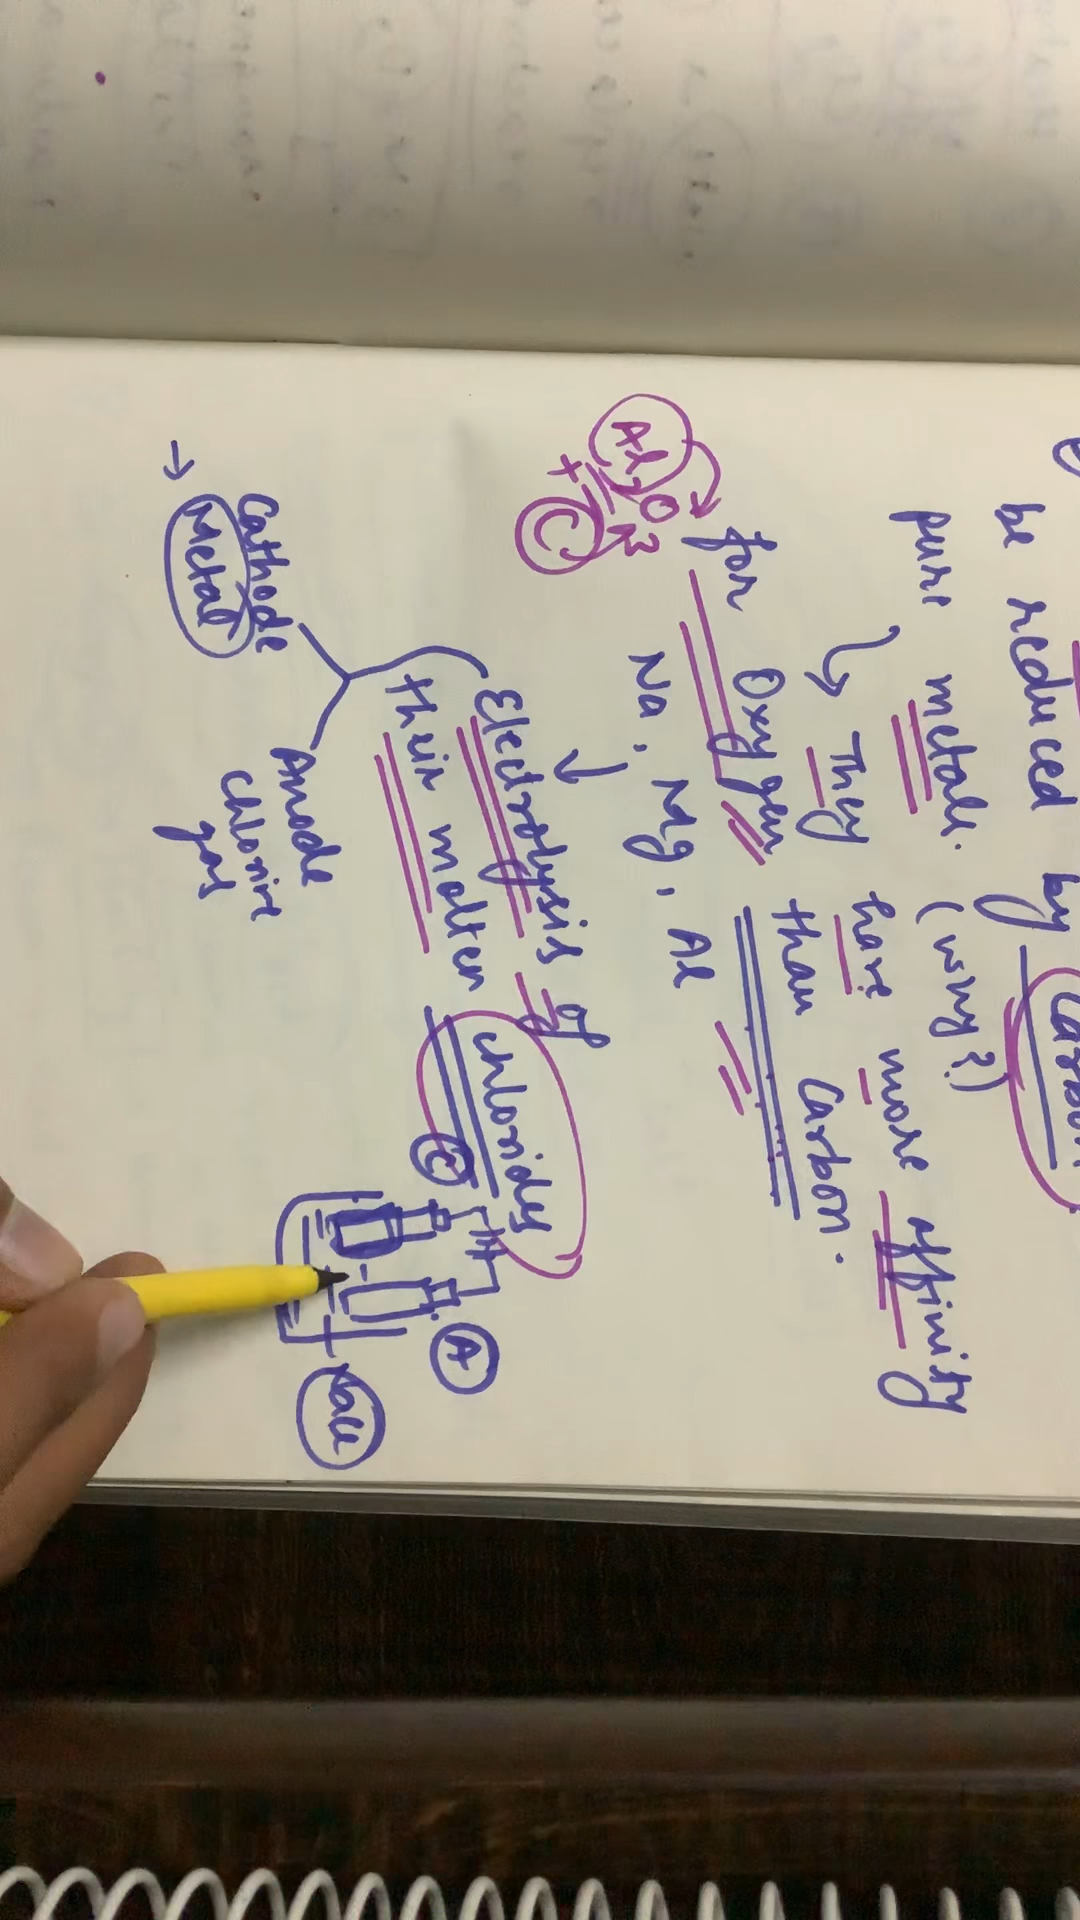 be reduced by Carbon
pure metals. (why?)
They have more affinity
for Oxygen than Carbon.
Al2O3
+ C
Na, Mg, Al
Electrolysis of
their molten chlorides
Cathode
Metal
Anode
chlorine
gas
C
A
NaCl